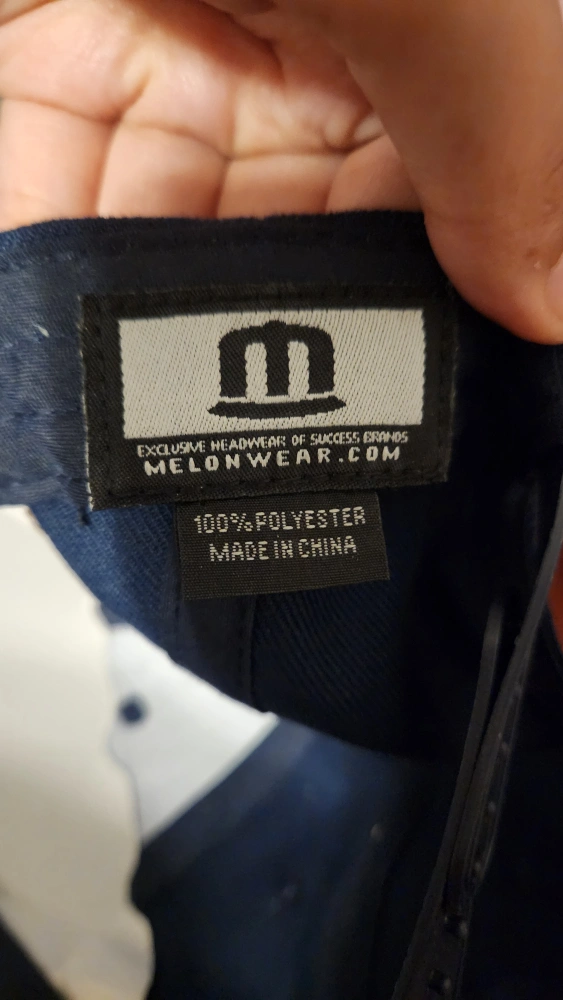 m
EXCLUSIVE HEADWEAR OF SUCCESS BRANDS
MELONWEAR.COM
100%POLYESTER
MADE IN CHINA